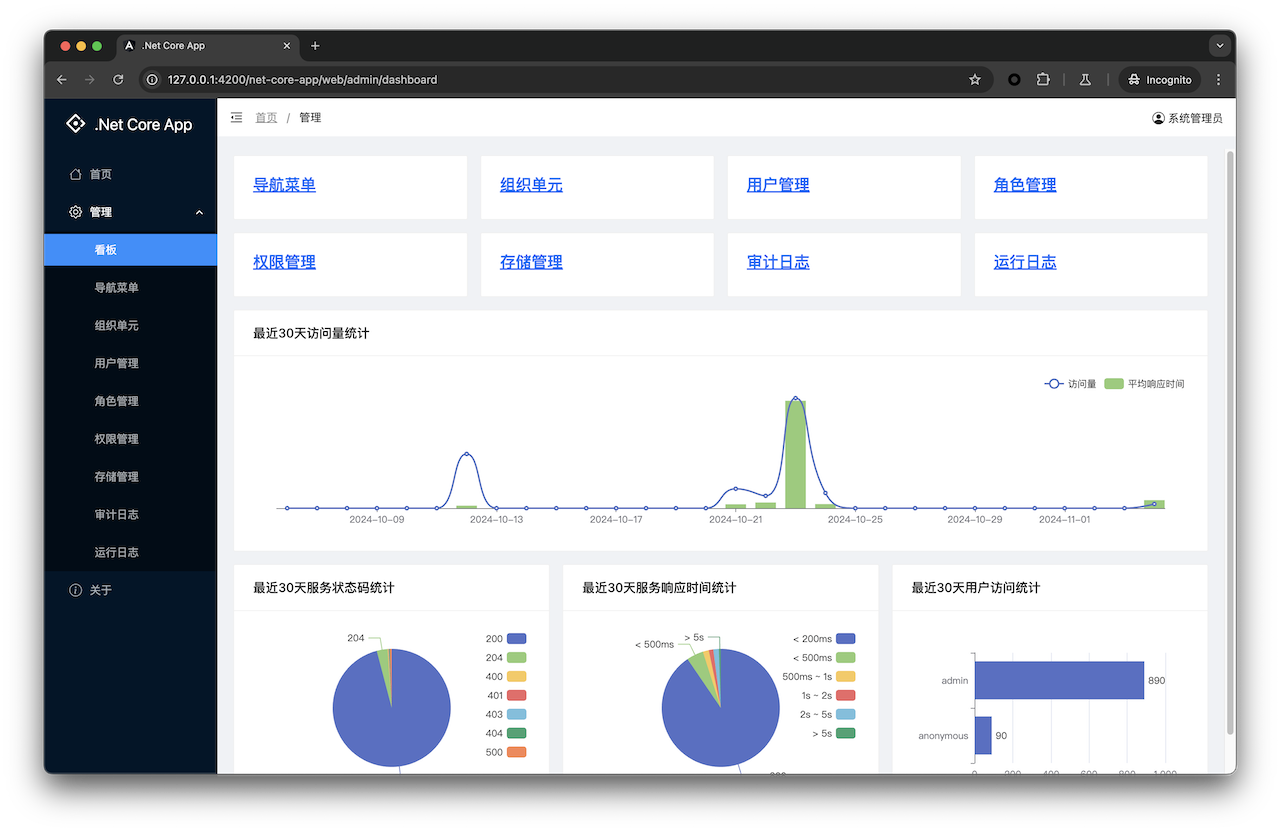 .Net Core App
127.0.0.1:4200/net-core-app/web/admin/dashboard
Incognito
.Net Core App
首页 / 管理
系统管理员
首页
管理
看板
导航菜单
组织单元
用户管理
角色管理
权限管理
存储管理
审计日志
运行日志
关于
导航菜单 组织单元 用户管理 角色管理
权限管理 存储管理 审计日志 运行日志
最近30天访问量统计
访问量 平均响应时间
2024-10-09 2024-10-13 2024-10-17 2024-10-21 2024-10-25 2024-10-29 2024-11-01
最近30天服务状态码统计
204
200
204
400
401
403
404
500
最近30天服务响应时间统计
> 5s
< 500ms
< 200ms
< 500ms
500ms ~ 1s
1s ~ 2s
2s ~ 5s
> 5s
最近30天用户访问统计
admin 890
anonymous 90
0 200 400 600 800 1,000